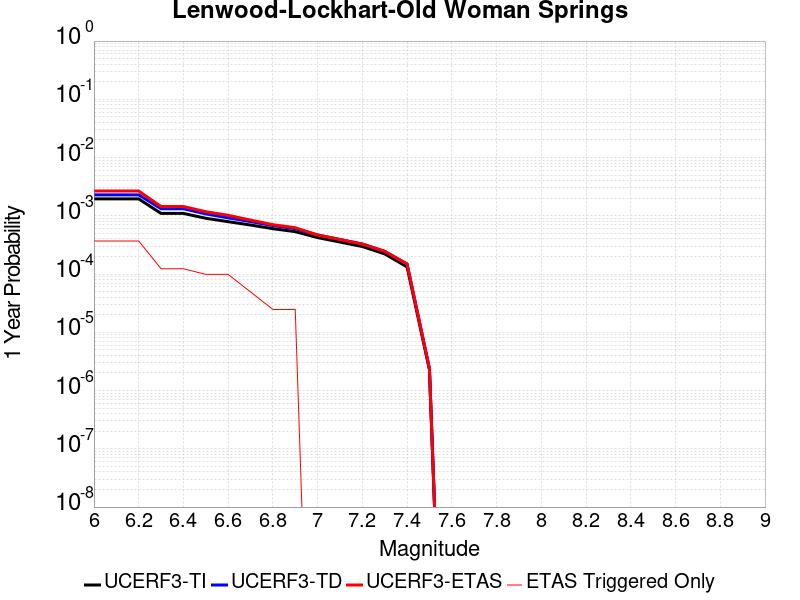 Lenwood-Lockhart-Old Woman Springs
10^0
10^-1
10^-2
10^-3
10^-4
10^-5
10^-6
10^-7
10^-8
1 Year Probability
6 6.2 6.4 6.6 6.8 7 7.2 7.4 7.6 7.8 8 8.2 8.4 8.6 8.8 9
Magnitude
UCERF3-TI UCERF3-TD UCERF3-ETAS ETAS Triggered Only